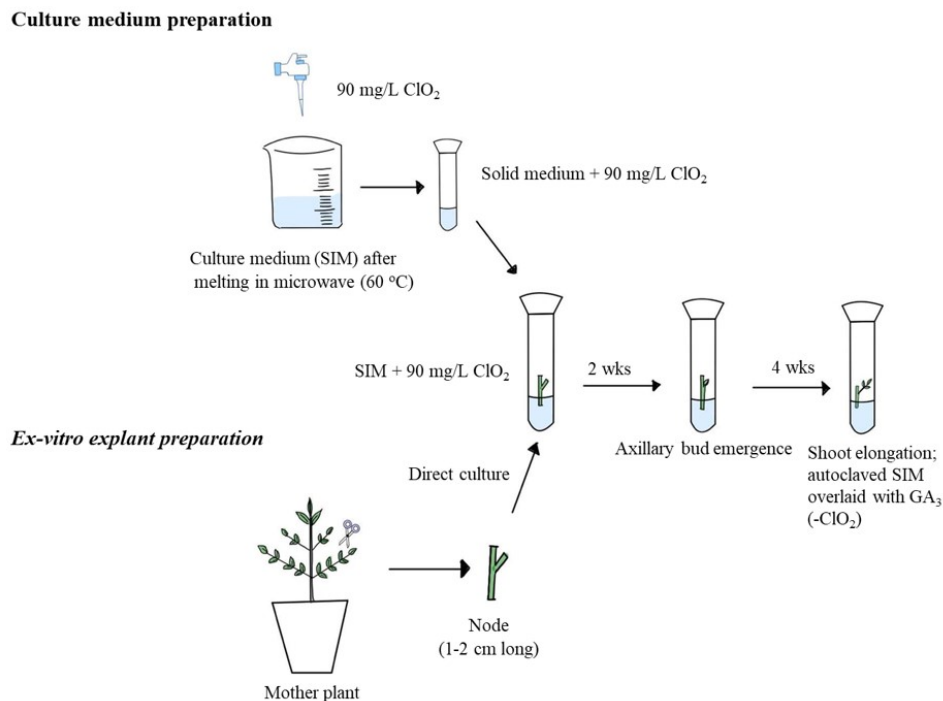 Culture medium preparation
90 mg/L ClO₂
Solid medium + 90 mg/L ClO₂
Culture medium (SIM) after
melting in microwave (60 ⁰C)
SIM + 90 mg/L ClO₂
2 wks
4 wks
Axillary bud emergence
Shoot elongation;
autoclaved SIM
overlaid with GA₃
(-ClO₂)
Ex-vitro explant preparation
Direct culture
Node
(1-2 cm long)
Mother plant